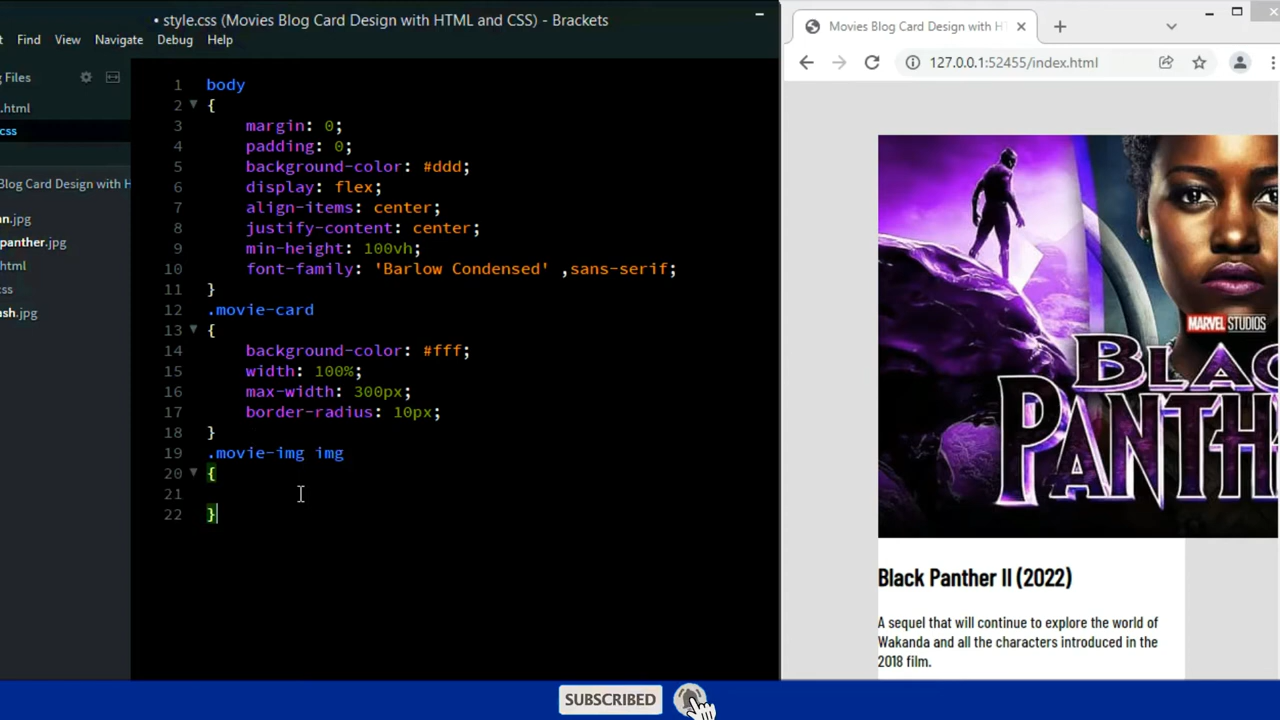 • style.css (Movies Blog Card Design with HTML and CSS) - Brackets
t Find View Navigate Debug Help
g Files
.html
css
Blog Card Design with H
an.jpg
panther.jpg
html
ss
ash.jpg
1 body
2 {
3 margin: 0;
4 padding: 0;
5 background-color: #ddd;
6 display: flex;
7 align-items: center;
8 justify-content: center;
9 min-height: 100vh;
10 font-family: 'Barlow Condensed' ,sans-serif;
11 }
12 .movie-card
13 {
14 background-color: #fff;
15 width: 100%;
16 max-width: 300px;
17 border-radius: 10px;
18 }
19 .movie-img img
20 {
21
22 }
Movies Blog Card Design with H
127.0.0.1:52455/index.html
MARVEL STUDIOS
BLAC
PANTH
Black Panther II (2022)
A sequel that will continue to explore the world of
Wakanda and all the characters introduced in the
2018 film.
SUBSCRIBED